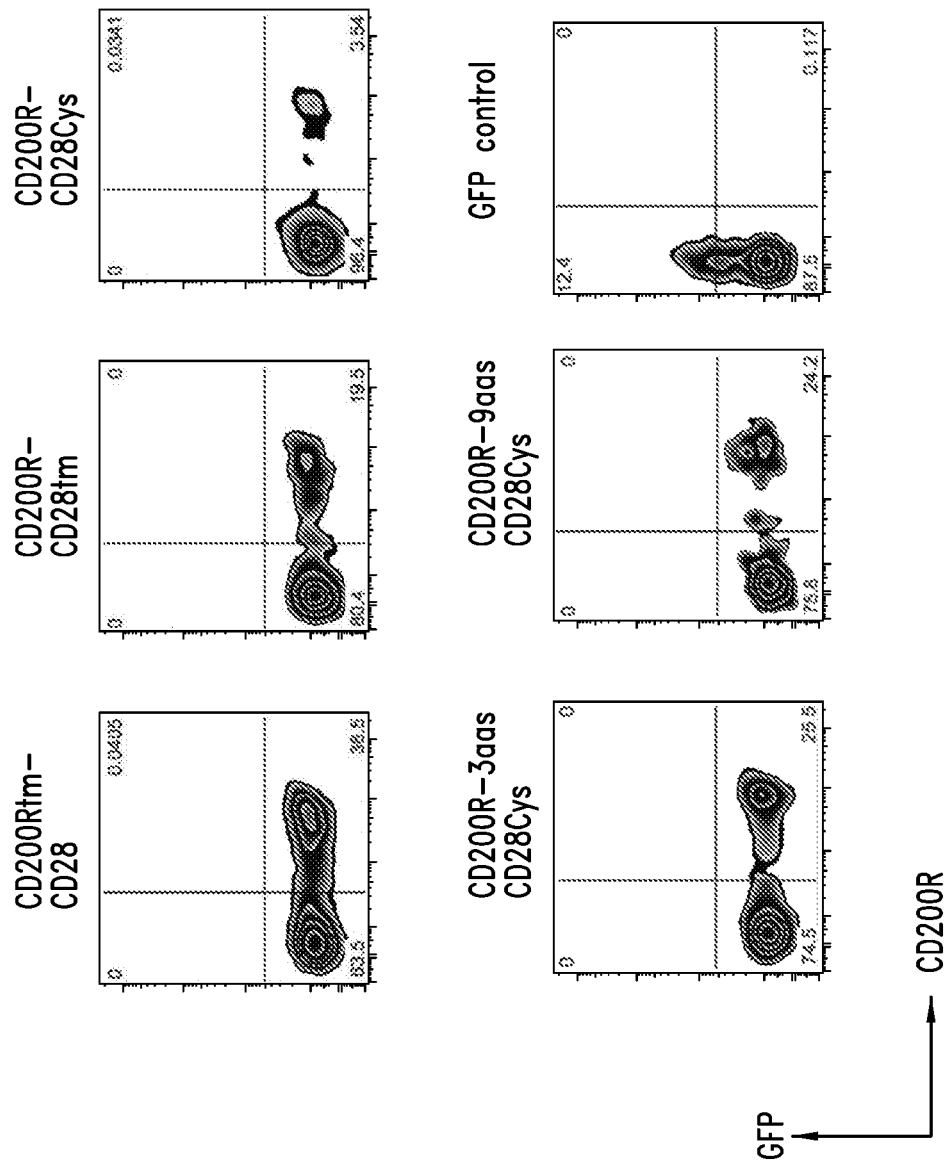 CD200Rtm-
CD28
0 0.0405
63.5 36.5
CD200R-
CD28tm
0 0
80.4 19.5
CD200R-
CD28Cys
0 0.0341
96.4 3.54
CD200R-3aas
CD28Cys
0 0
74.5 25.5
CD200R-9aas
CD28Cys
0 0
75.8 24.2
GFP control
12.4 0
87.5 0.117
GFP
CD200R